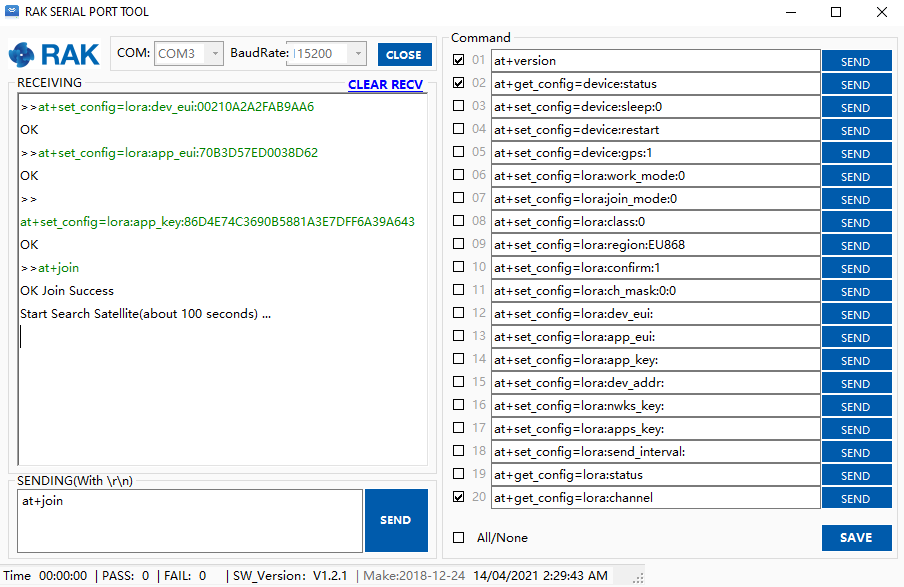 RAK SERIAL PORT TOOL
RAK
COM: COM3 BaudRate: 115200 CLOSE
RECEIVING CLEAR RECV
>>at+set_config=lora:dev_eui:00210A2A2FAB9AA6
OK
>>at+set_config=lora:app_eui:70B3D57ED0038D62
OK
>>
at+set_config=lora:app_key:86D4E74C3690B5881A3E7DFF6A39A643
OK
>>at+join
OK Join Success
Start Search Satellite(about 100 seconds) ...
SENDING(With \r\n)
at+join
SEND
Command
01 at+version SEND
02 at+get_config=device:status SEND
03 at+set_config=device:sleep:0 SEND
04 at+set_config=device:restart SEND
05 at+set_config=device:gps:1 SEND
06 at+set_config=lora:work_mode:0 SEND
07 at+set_config=lora:join_mode:0 SEND
08 at+set_config=lora:class:0 SEND
09 at+set_config=lora:region:EU868 SEND
10 at+set_config=lora:confirm:1 SEND
11 at+set_config=lora:ch_mask:0:0 SEND
12 at+set_config=lora:dev_eui: SEND
13 at+set_config=lora:app_eui: SEND
14 at+set_config=lora:app_key: SEND
15 at+set_config=lora:dev_addr: SEND
16 at+set_config=lora:nwks_key: SEND
17 at+set_config=lora:apps_key: SEND
18 at+set_config=lora:send_interval: SEND
19 at+get_config=lora:status SEND
20 at+get_config=lora:channel SEND
All/None SAVE
Time 00:00:00 | PASS: 0 | FAIL: 0 | SW_Version: V1.2.1 | Make:2018-12-24 14/04/2021 2:29:43 AM